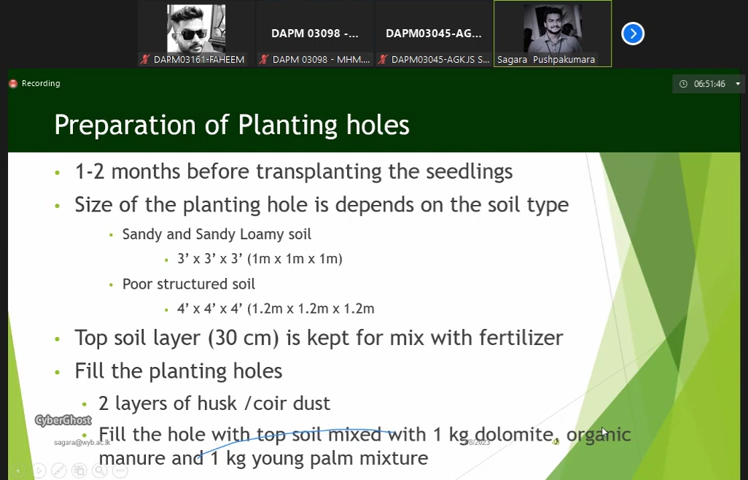 DAPM 03098 -...
DAPM03045-AG...
DARM03161-FAHEEM
DAPM 03098 - MHM....
DAPM03045-AGKJS S...
Sagara Pushpakumara
Recording
06:51:46
Preparation of Planting holes
• 1-2 months before transplanting the seedlings
• Size of the planting hole is depends on the soil type
• Sandy and Sandy Loamy soil
• 3’ x 3’ x 3’ (1m x 1m x 1m)
• Poor structured soil
• 4’ x 4’ x 4’ (1.2m x 1.2m x 1.2m
• Top soil layer (30 cm) is kept for mix with fertilizer
• Fill the planting holes
• 2 layers of husk /coir dust
CyberGhost
• Fill the hole with top soil mixed with 1 kg dolomite, organic
sagara@wyb.ac.lk
manure and 1 kg young palm mixture